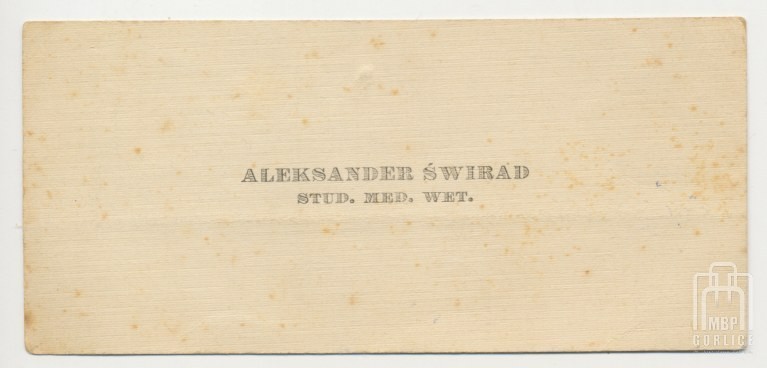 ALEKSANDER ŚWIRAD
STUD. MED. WET.
MBP
GORLICE